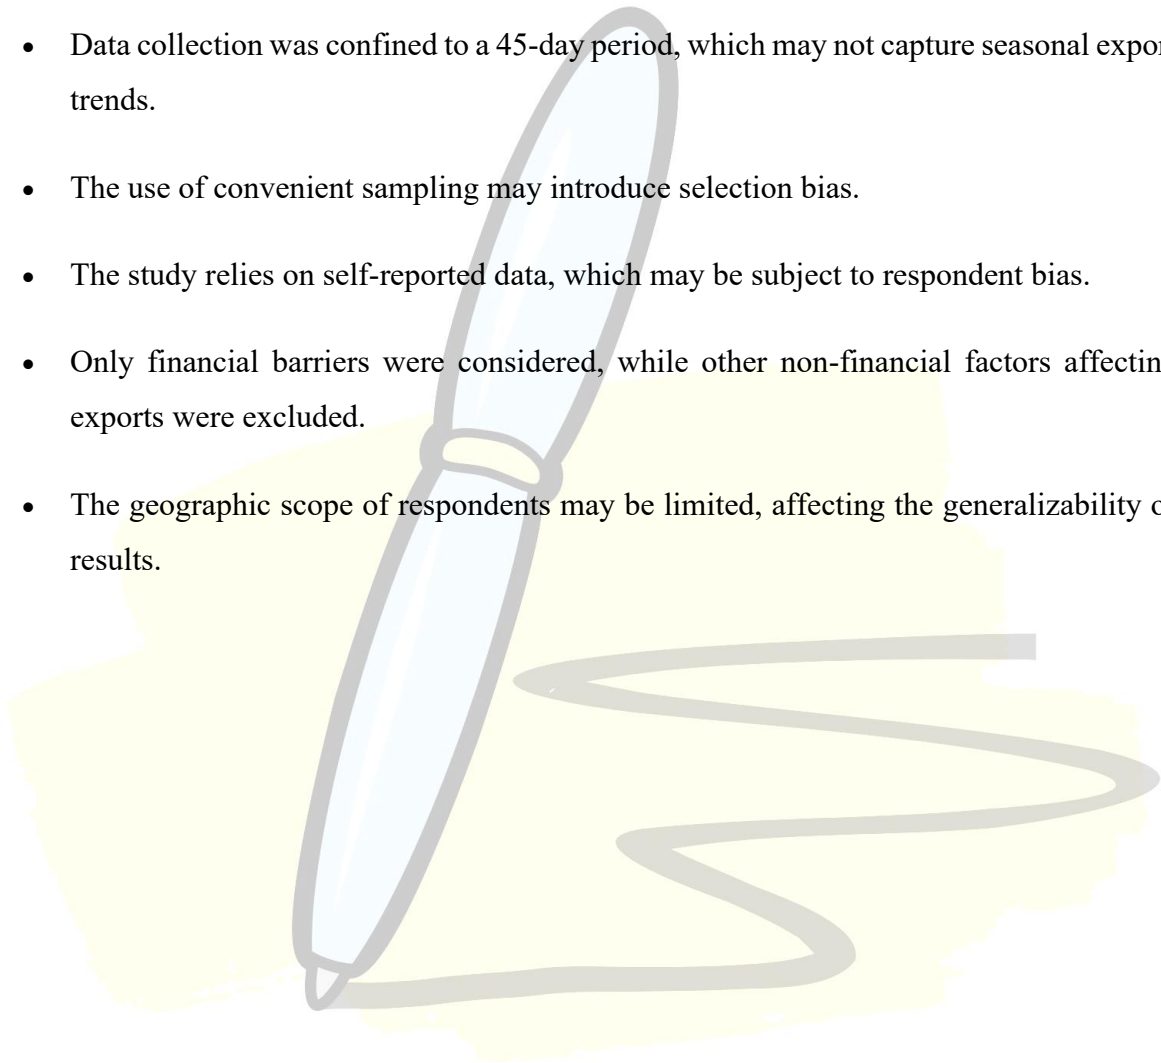 • Data collection was confined to a 45-day period, which may not capture seasonal expor
trends.
• The use of convenient sampling may introduce selection bias.
• The study relies on self-reported data, which may be subject to respondent bias.
• Only financial barriers were considered, while other non-financial factors affectin
exports were excluded.
• The geographic scope of respondents may be limited, affecting the generalizability o
results.